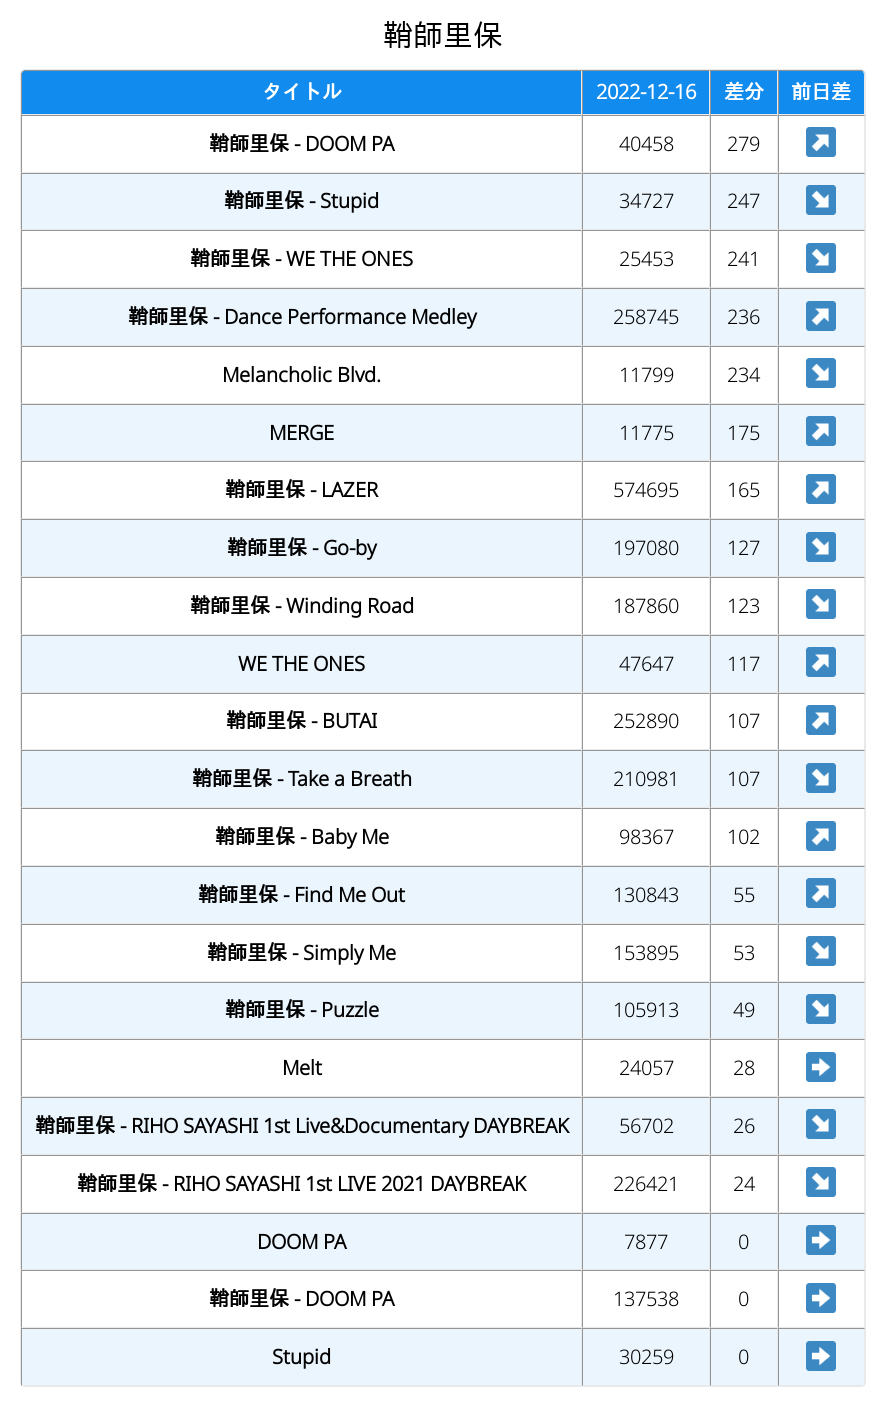 鞘師里保
タイトル 2022-12-16 差分 前日差
鞘師里保 - DOOM PA 40458 279 ↗
鞘師里保 - Stupid 34727 247 ↘
鞘師里保 - WE THE ONES 25453 241 ↘
鞘師里保 - Dance Performance Medley 258745 236 ↗
Melancholic Blvd. 11799 234 ↘
MERGE 11775 175 ↗
鞘師里保 - LAZER 574695 165 ↗
鞘師里保 - Go-by 197080 127 ↘
鞘師里保 - Winding Road 187860 123 ↘
WE THE ONES 47647 117 ↗
鞘師里保 - BUTAI 252890 107 ↗
鞘師里保 - Take a Breath 210981 107 ↘
鞘師里保 - Baby Me 98367 102 ↗
鞘師里保 - Find Me Out 130843 55 ↗
鞘師里保 - Simply Me 153895 53 ↘
鞘師里保 - Puzzle 105913 49 ↘
Melt 24057 28 ➡
鞘師里保 - RIHO SAYASHI 1st Live&Documentary DAYBREAK 56702 26 ↘
鞘師里保 - RIHO SAYASHI 1st LIVE 2021 DAYBREAK 226421 24 ↘
DOOM PA 7877 0 ➡
鞘師里保 - DOOM PA 137538 0 ➡
Stupid 30259 0 ➡